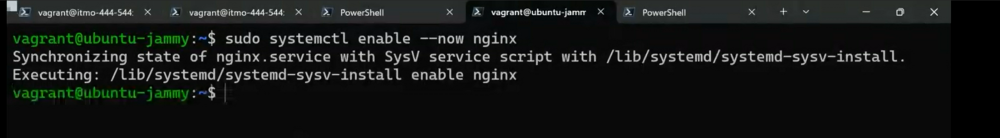 vagrant@itmo-444-544:
vagrant@itmo-444-544:
PowerShell
vagrant@ubuntu-jamm
PowerShell
vagrant@ubuntu-jammy:~$ sudo systemctl enable --now nginx
Synchronizing state of nginx.service with SysV service script with /lib/systemd/systemd-sysv-install.
Executing: /lib/systemd/systemd-sysv-install enable nginx
vagrant@ubuntu-jammy:~$